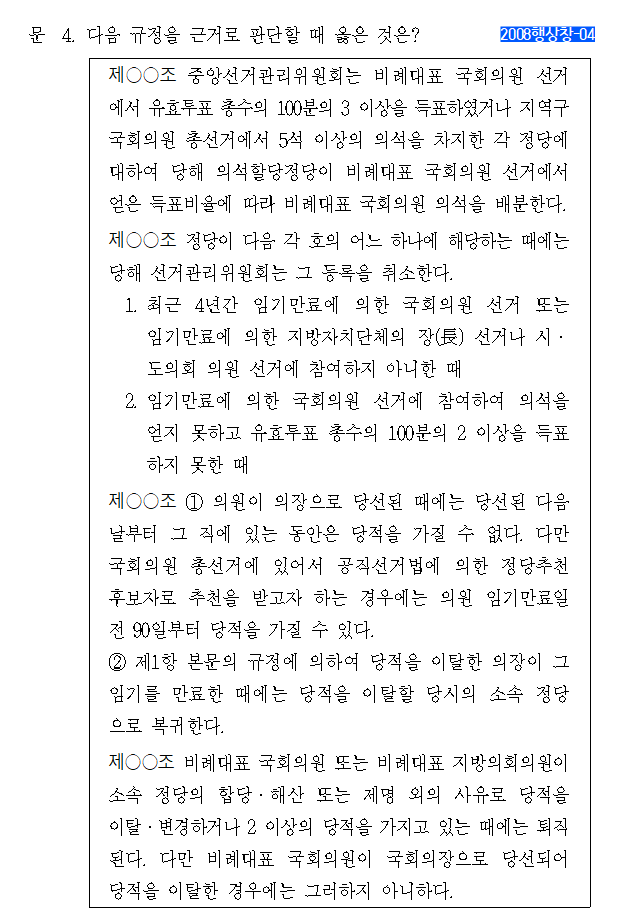 문 4. 다음 규정을 근거로 판단할 때 옳은 것은? 2008행상창-04
제○○조 중앙선거관리위원회는 비례대표 국회의원 선거
에서 유효투표 총수의 100분의 3 이상을 득표하였거나 지역구
국회의원 총선거에서 5석 이상의 의석을 차지한 각 정당에
대하여 당해 의석할당정당이 비례대표 국회의원 선거에서
얻은 득표비율에 따라 비례대표 국회의원 의석을 배분한다.
제○○조 정당이 다음 각 호의 어느 하나에 해당하는 때에는
당해 선거관리위원회는 그 등록을 취소한다.
1. 최근 4년간 임기만료에 의한 국회의원 선거 또는
임기만료에 의한 지방자치단체의 장(長) 선거나 시·
도의회 의원 선거에 참여하지 아니한 때
2. 임기만료에 의한 국회의원 선거에 참여하여 의석을
얻지 못하고 유효투표 총수의 100분의 2 이상을 득표
하지 못한 때
제○○조 ① 의원이 의장으로 당선된 때에는 당선된 다음
날부터 그 직에 있는 동안은 당적을 가질 수 없다. 다만
국회의원 총선거에 있어서 공직선거법에 의한 정당추천
후보자로 추천을 받고자 하는 경우에는 의원 임기만료일
전 90일부터 당적을 가질 수 있다.
② 제1항 본문의 규정에 의하여 당적을 이탈한 의장이 그
임기를 만료한 때에는 당적을 이탈할 당시의 소속 정당
으로 복귀한다.
제○○조 비례대표 국회의원 또는 비례대표 지방의회의원이
소속 정당의 합당·해산 또는 제명 외의 사유로 당적을
이탈·변경하거나 2 이상의 당적을 가지고 있는 때에는 퇴직
된다. 다만 비례대표 국회의원이 국회의장으로 당선되어
당적을 이탈한 경우에는 그러하지 아니하다.